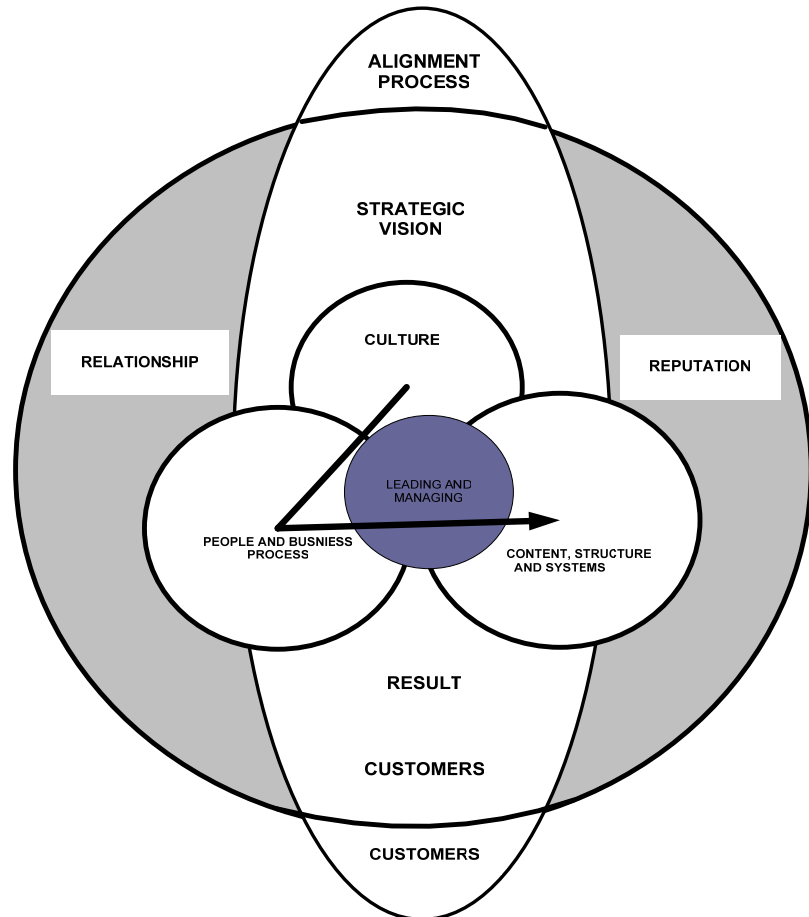 ALIGNMENT
PROCESS
STRATEGIC
VISION
CULTURE
RELATIONSHIP
REPUTATION
LEADING AND
MANAGING
PEOPLE AND BUSNIESS
PROCESS
CONTENT, STRUCTURE
AND SYSTEMS
RESULT
CUSTOMERS
CUSTOMERS